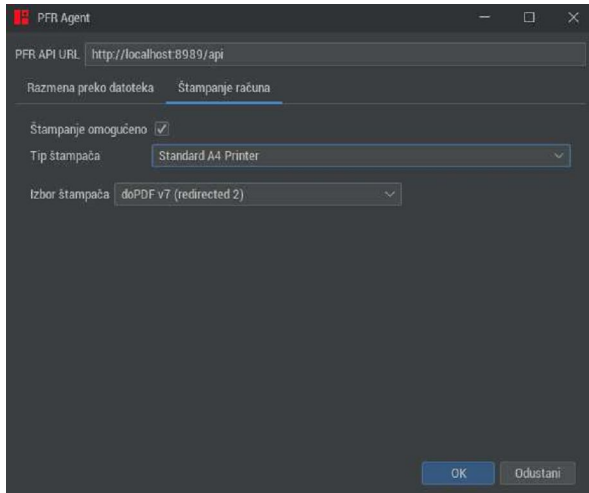 PFR Agent
PFR API URL http://localhost:8989/api
Razmena preko datoteka Štampanje računa
Štampanje omogućeno
Tip štampača Standard A4 Printer
Izbor štampača doPDF v7 (redirected 2)
OK Odustani